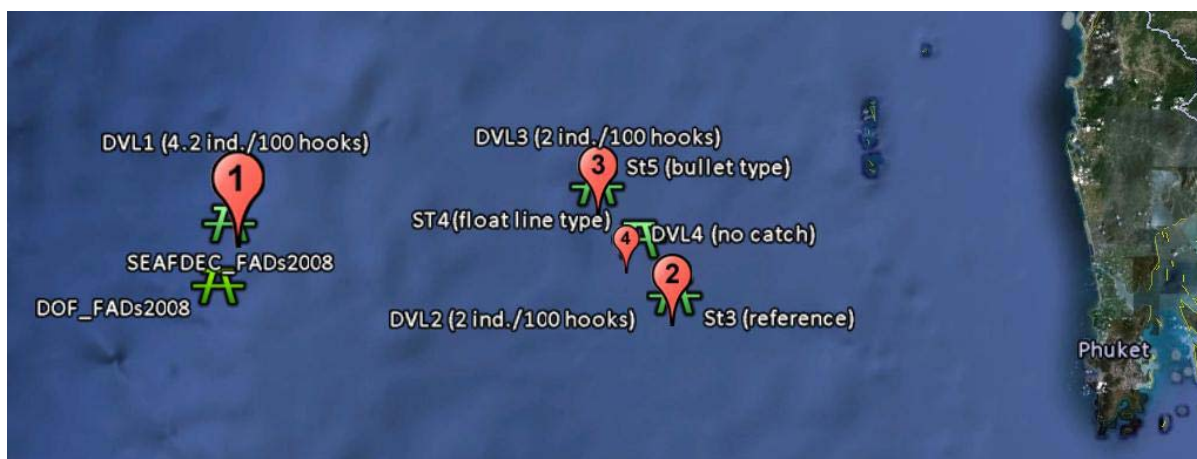 DVL1 (4.2 ind./100 hooks)
1
SEAFDEC_FADs2008
DOF_FADs2008
DVL3 (2 ind./100 hooks)
3
St5 (bullet type)
ST4(float line type)
4
DVL4 (no catch)
2
DVL2 (2 ind./100 hooks)
St3 (reference)
Phuket